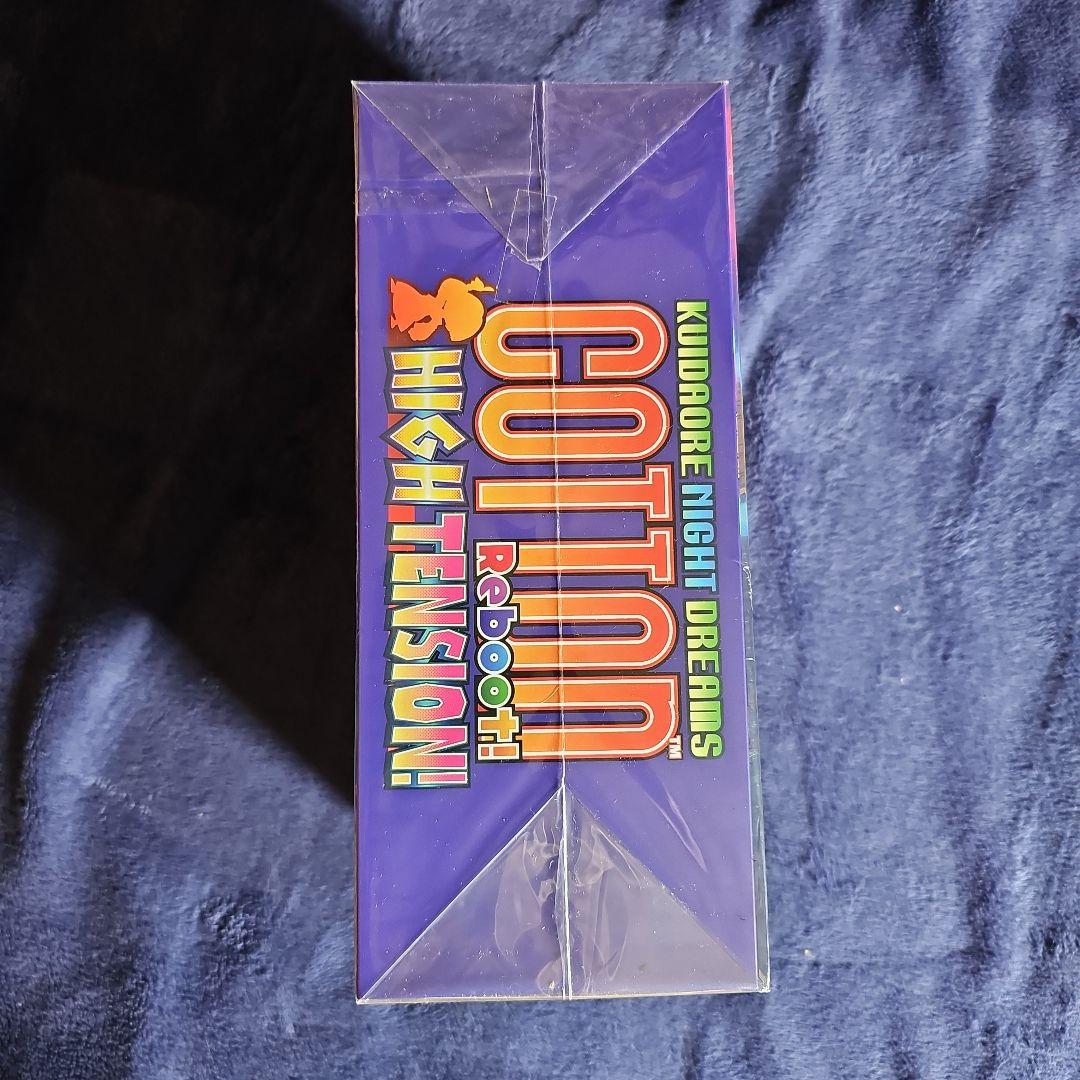 KUIDAORE NIGHT DREAMS
COTTON™
Reboot!
HIGH TENSION!